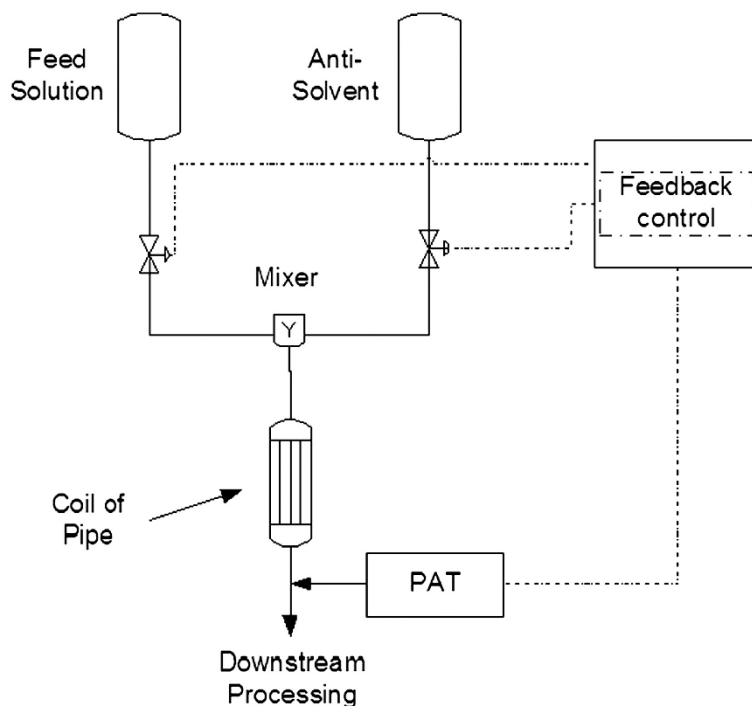 Feed
Solution
Anti-
Solvent
Feedback
control
Mixer
Y
Coil of
Pipe
PAT
Downstream
Processing